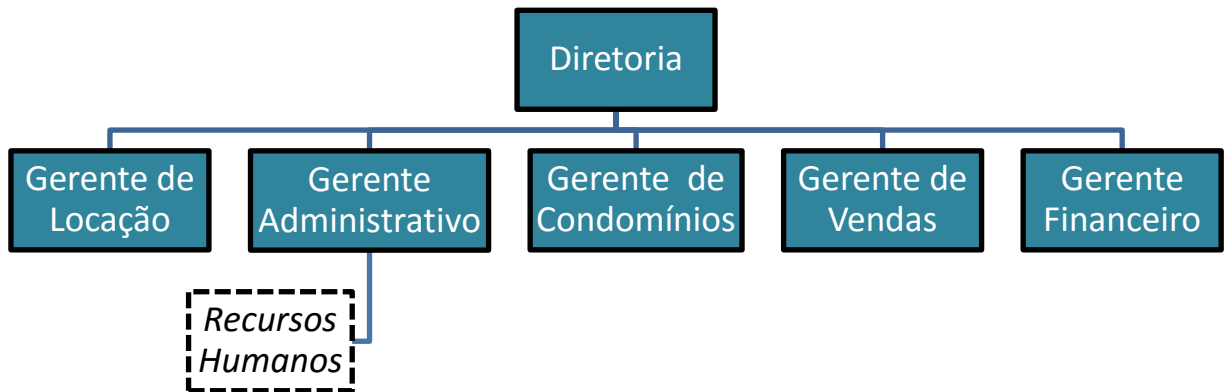 Diretoria
Gerente de
Locação
Gerente
Administrativo
Gerente de
Condomínios
Gerente de
Vendas
Gerente
Financeiro
Recursos
Humanos